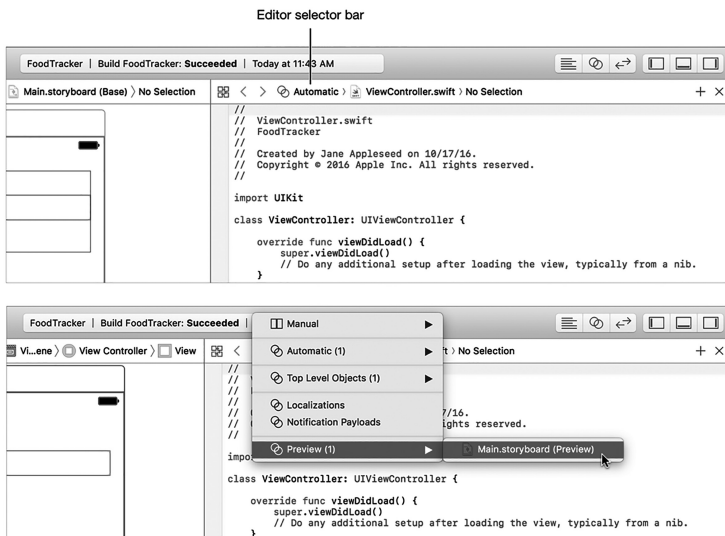 Editor selector bar
FoodTracker | Build FoodTracker: Succeeded | Today at 11:43 AM
Main.storyboard (Base) 〉 No Selection
Automatic 〉 ViewController.swift 〉 No Selection
//
// ViewController.swift
// FoodTracker
//
// Created by Jane Appleseed on 10/17/16.
// Copyright © 2016 Apple Inc. All rights reserved.
//
import UIKit
class ViewController: UIViewController {
override func viewDidLoad() {
super.viewDidLoad()
// Do any additional setup after loading the view, typically from a nib.
}
FoodTracker | Build FoodTracker: Succeeded |
Vi...ene 〉 View Controller 〉 View
t 〉 No Selection
Manual
Automatic (1)
Top Level Objects (1)
Localizations
Notification Payloads
Preview (1)
Main.storyboard (Preview)
//
//
//
//
// 7/16.
// ights reserved.
//
impo
class ViewController: UIViewController {
override func viewDidLoad() {
super.viewDidLoad()
// Do any additional setup after loading the view, typically from a nib.
}